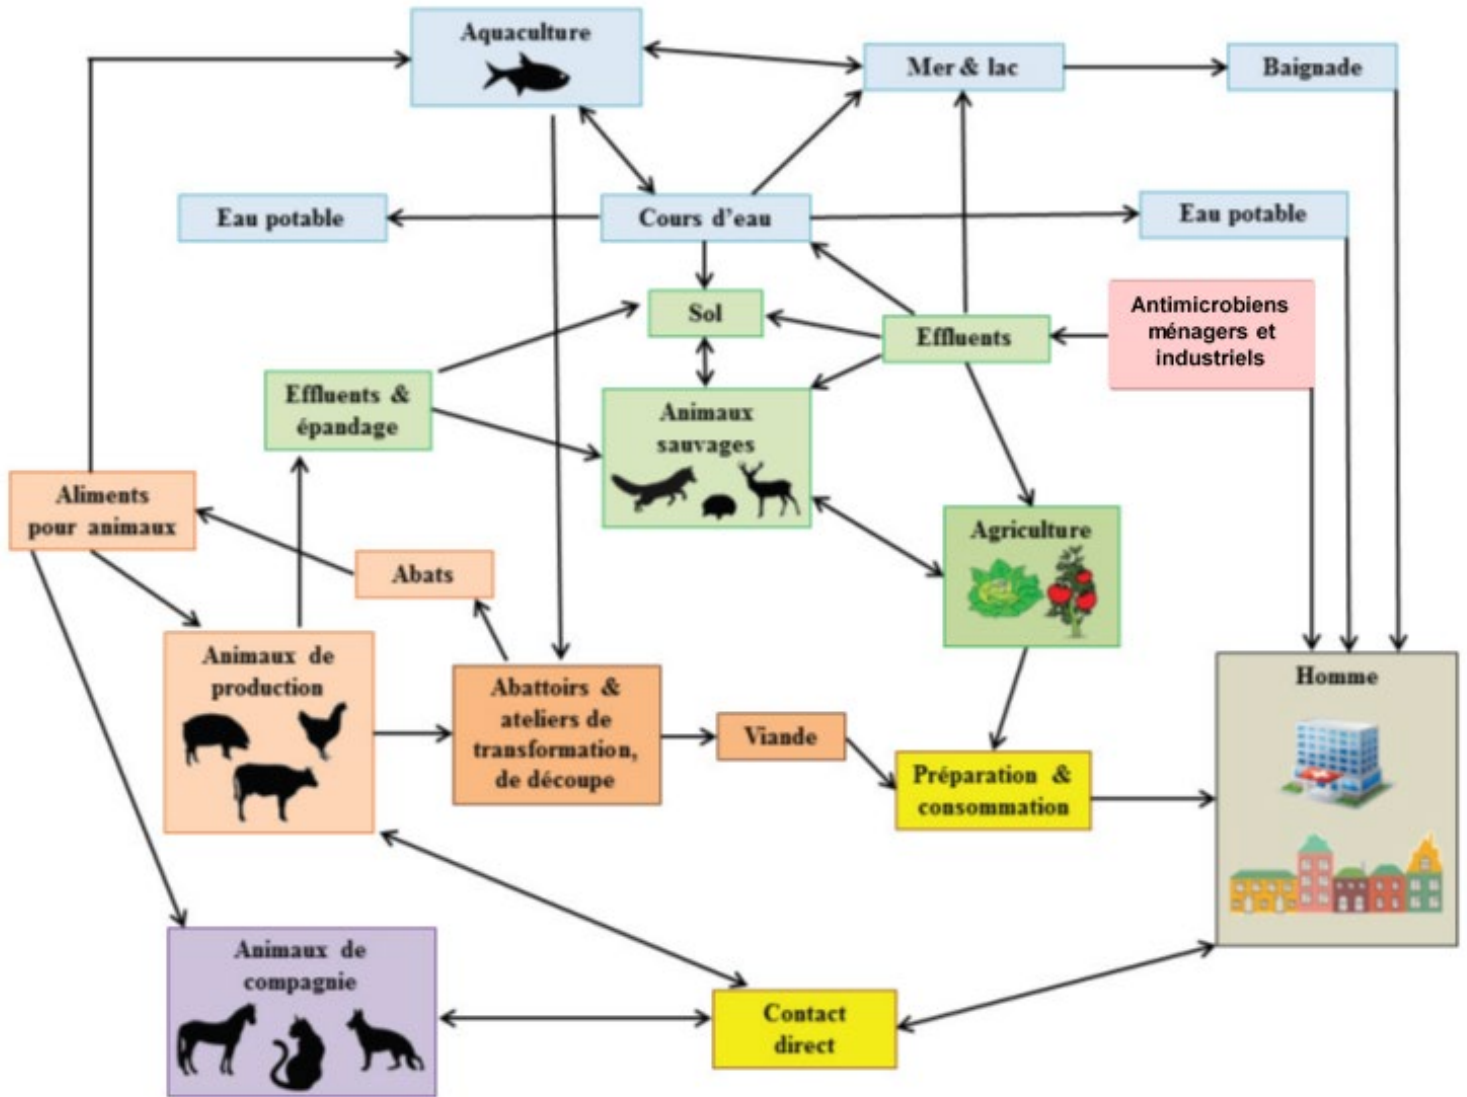 Aquaculture
Mer & lac
Baignade
Eau potable
Cours d'eau
Eau potable
Sol
Effluents
Antimicrobiens
ménagers et
industriels
Effluents &
épandage
Animaux
sauvages
Aliments
pour animaux
Abats
Agriculture
Animaux de
production
Abattoirs &
ateliers de
transformation,
de découpe
Viande
Préparation &
consommation
Homme
Animaux de
compagnie
Contact
direct